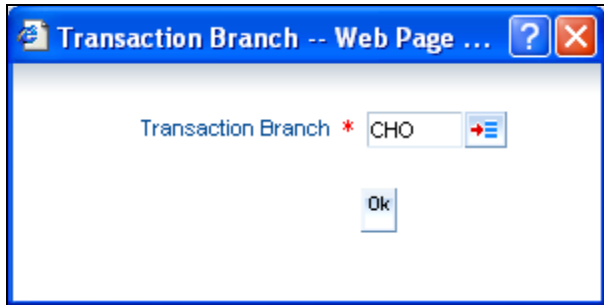 Transaction Branch -- Web Page ...
Transaction Branch * CHO
Ok